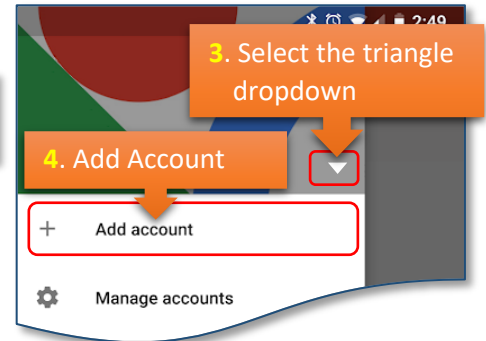 2:49
3. Select the triangle
dropdown
4. Add Account
Add account
Manage accounts